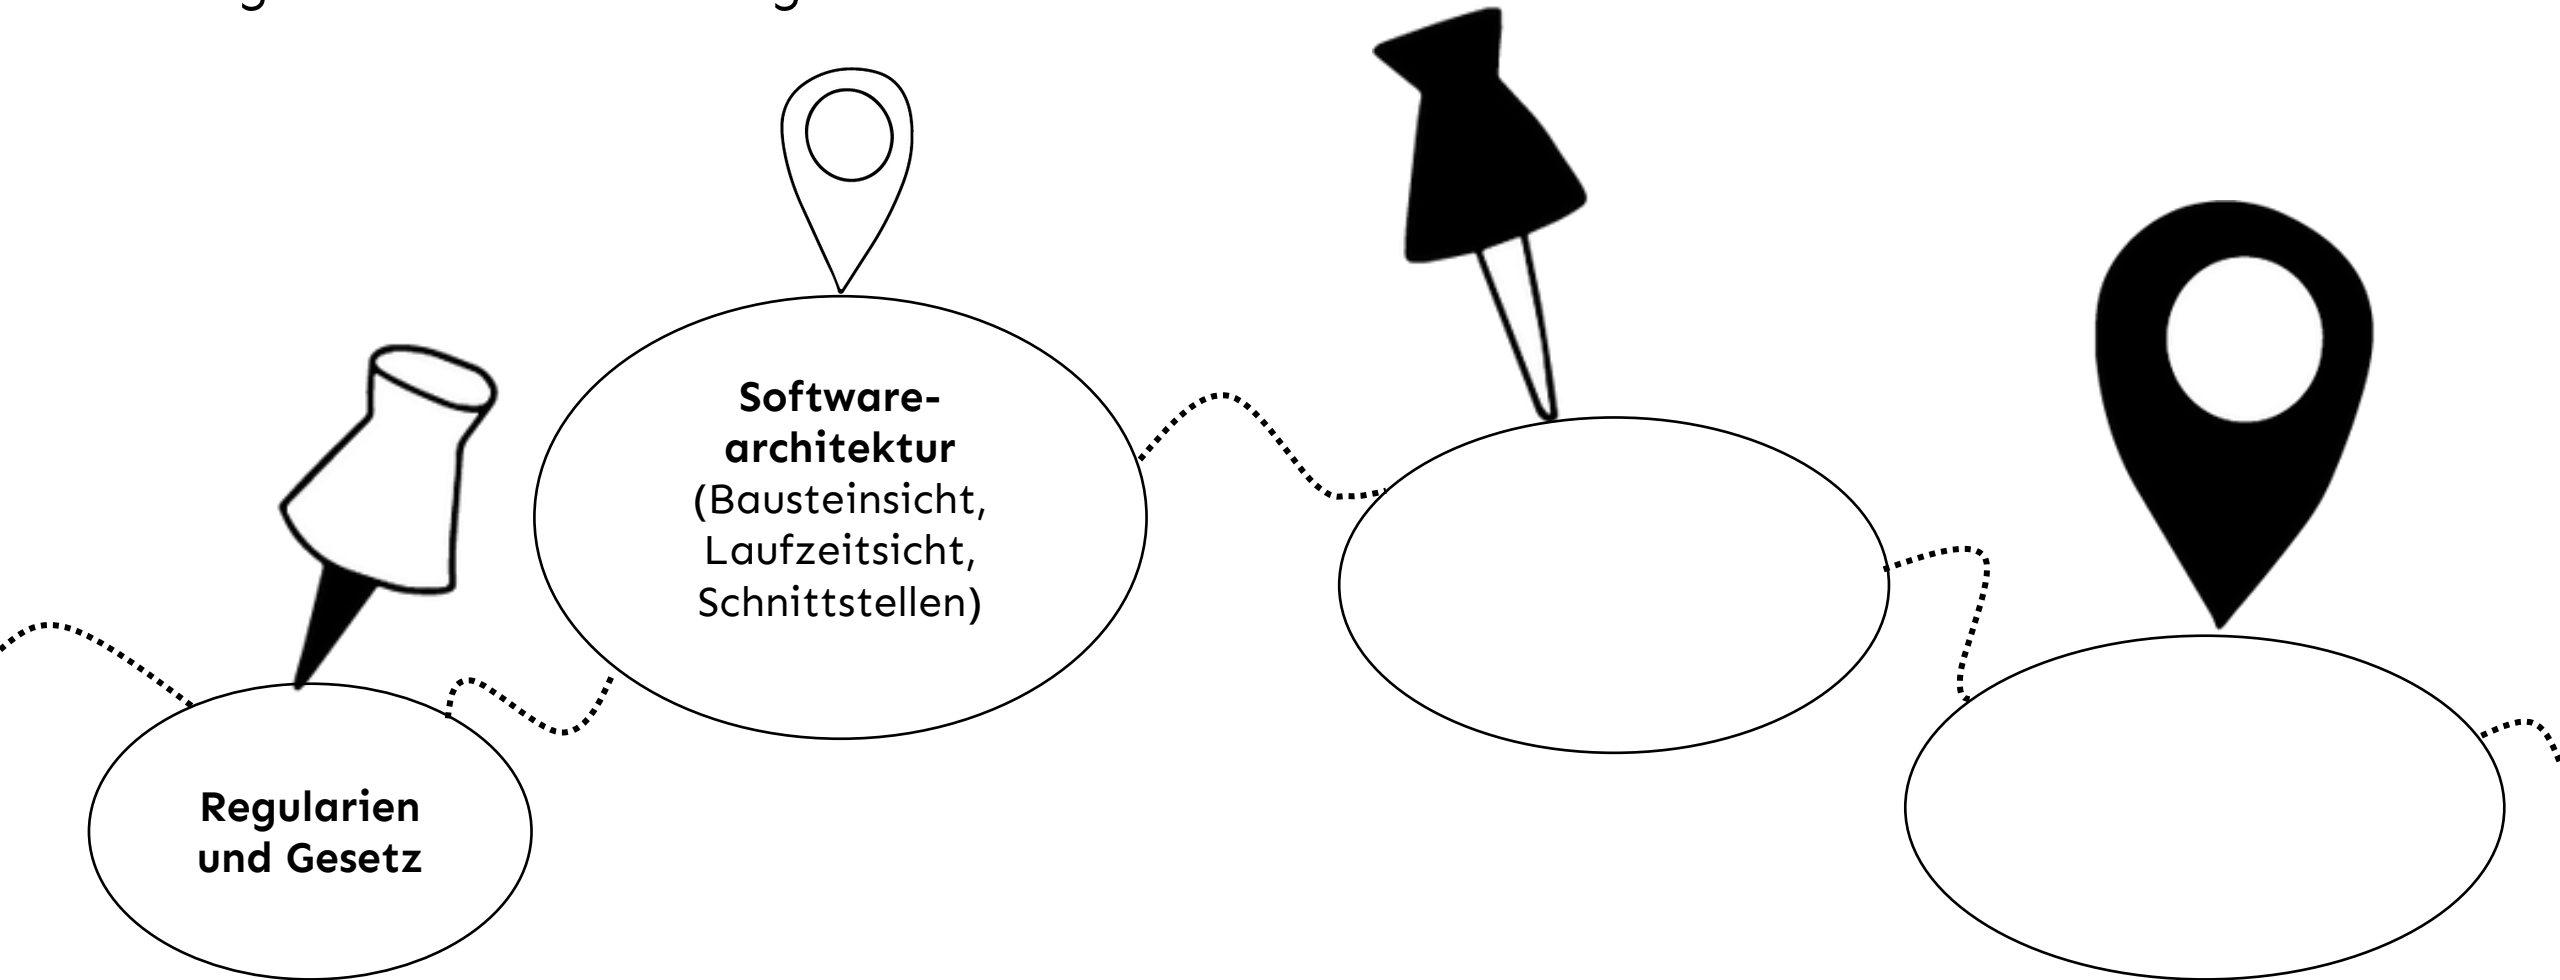 Software-
architektur
(Bausteinsicht,
Laufzeitsicht,
Schnittstellen)
Regularien
und Gesetz